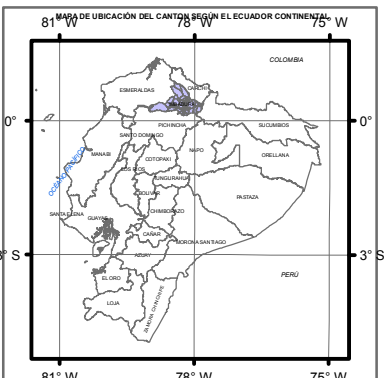 MAPA DE UBICACIÓN DEL CANTON SEGÚN EL ECUADOR CONTINENTAL
81° W 78° W 75° W
COLOMBIA
ESMERALDAS
CARCHI
IMBABURA
0° 0°
PICHINCHA
SUCUMBIOS
SANTO DOMINGO
NAPO
ORELLANA
MANABI
COTOPAXI
OCÉANO PACÍFICO
LOS RIOS
TUNGURAHUA
BOLIVAR
PASTAZA
SANTA ELENA
GUAYAS
CHIMBORAZO
CAÑAR
MORONA SANTIAGO
3° S 3° S
AZUAY
EL ORO
PERÚ
LOJA
ZAMORA CHINCHIPE
81° W 78° W 75° W